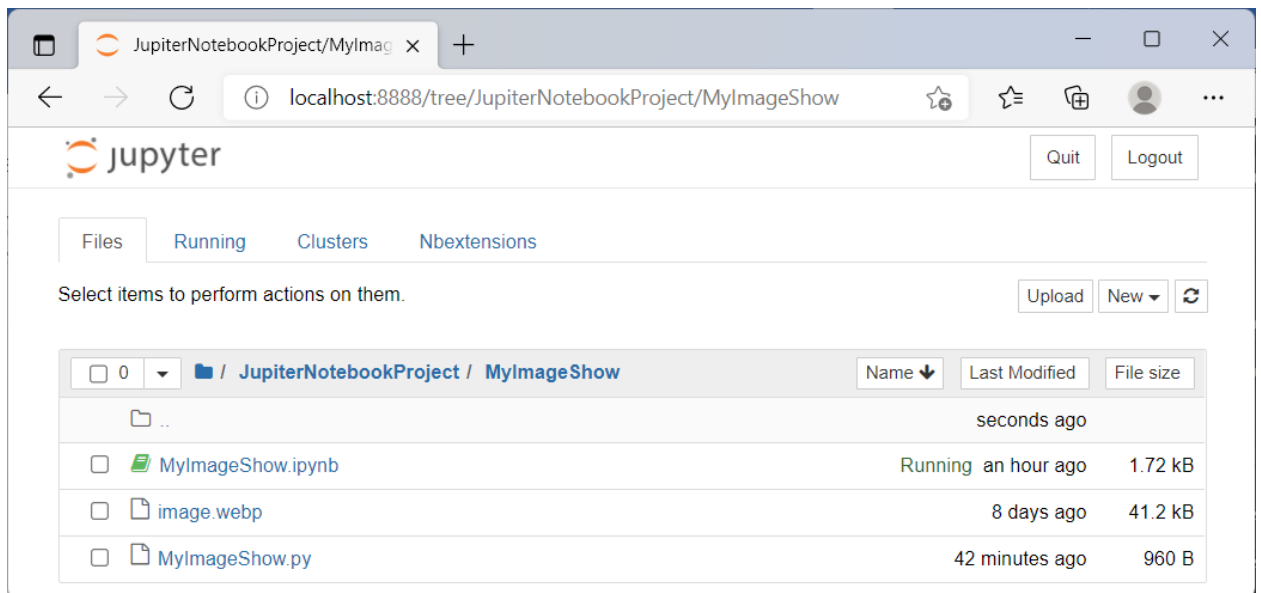 JupiterNotebookProject/MyImag
localhost:8888/tree/JupiterNotebookProject/MyImageShow
jupyter
Quit Logout
Files Running Clusters Nbextensions
Select items to perform actions on them.
Upload New
0 / JupiterNotebookProject / MyImageShow Name Last Modified File size
.. seconds ago
MyImageShow.ipynb Running an hour ago 1.72 kB
image.webp 8 days ago 41.2 kB
MyImageShow.py 42 minutes ago 960 B